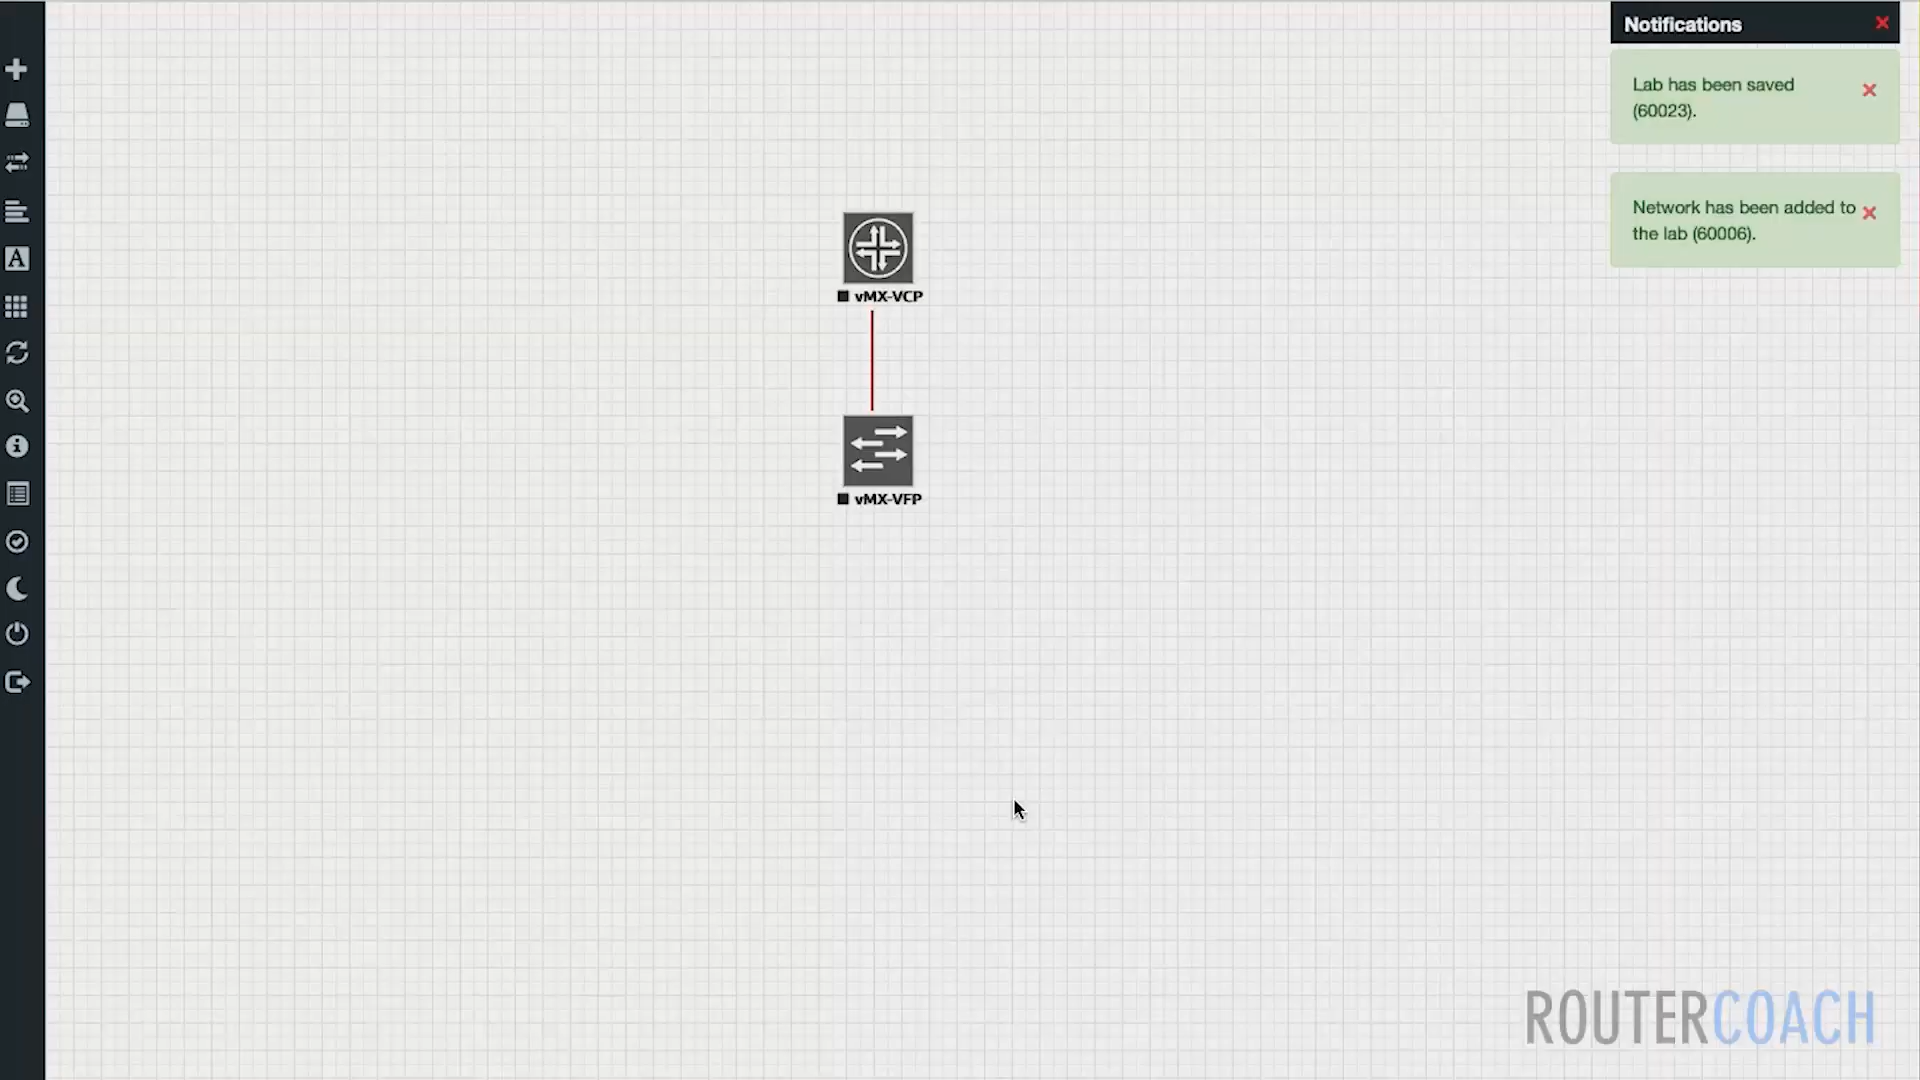 Notifications
Lab has been saved
(60023).
Network has been added to
the lab (60006).
vMX-VCP
vMX-VFP
ROUTERCOACH